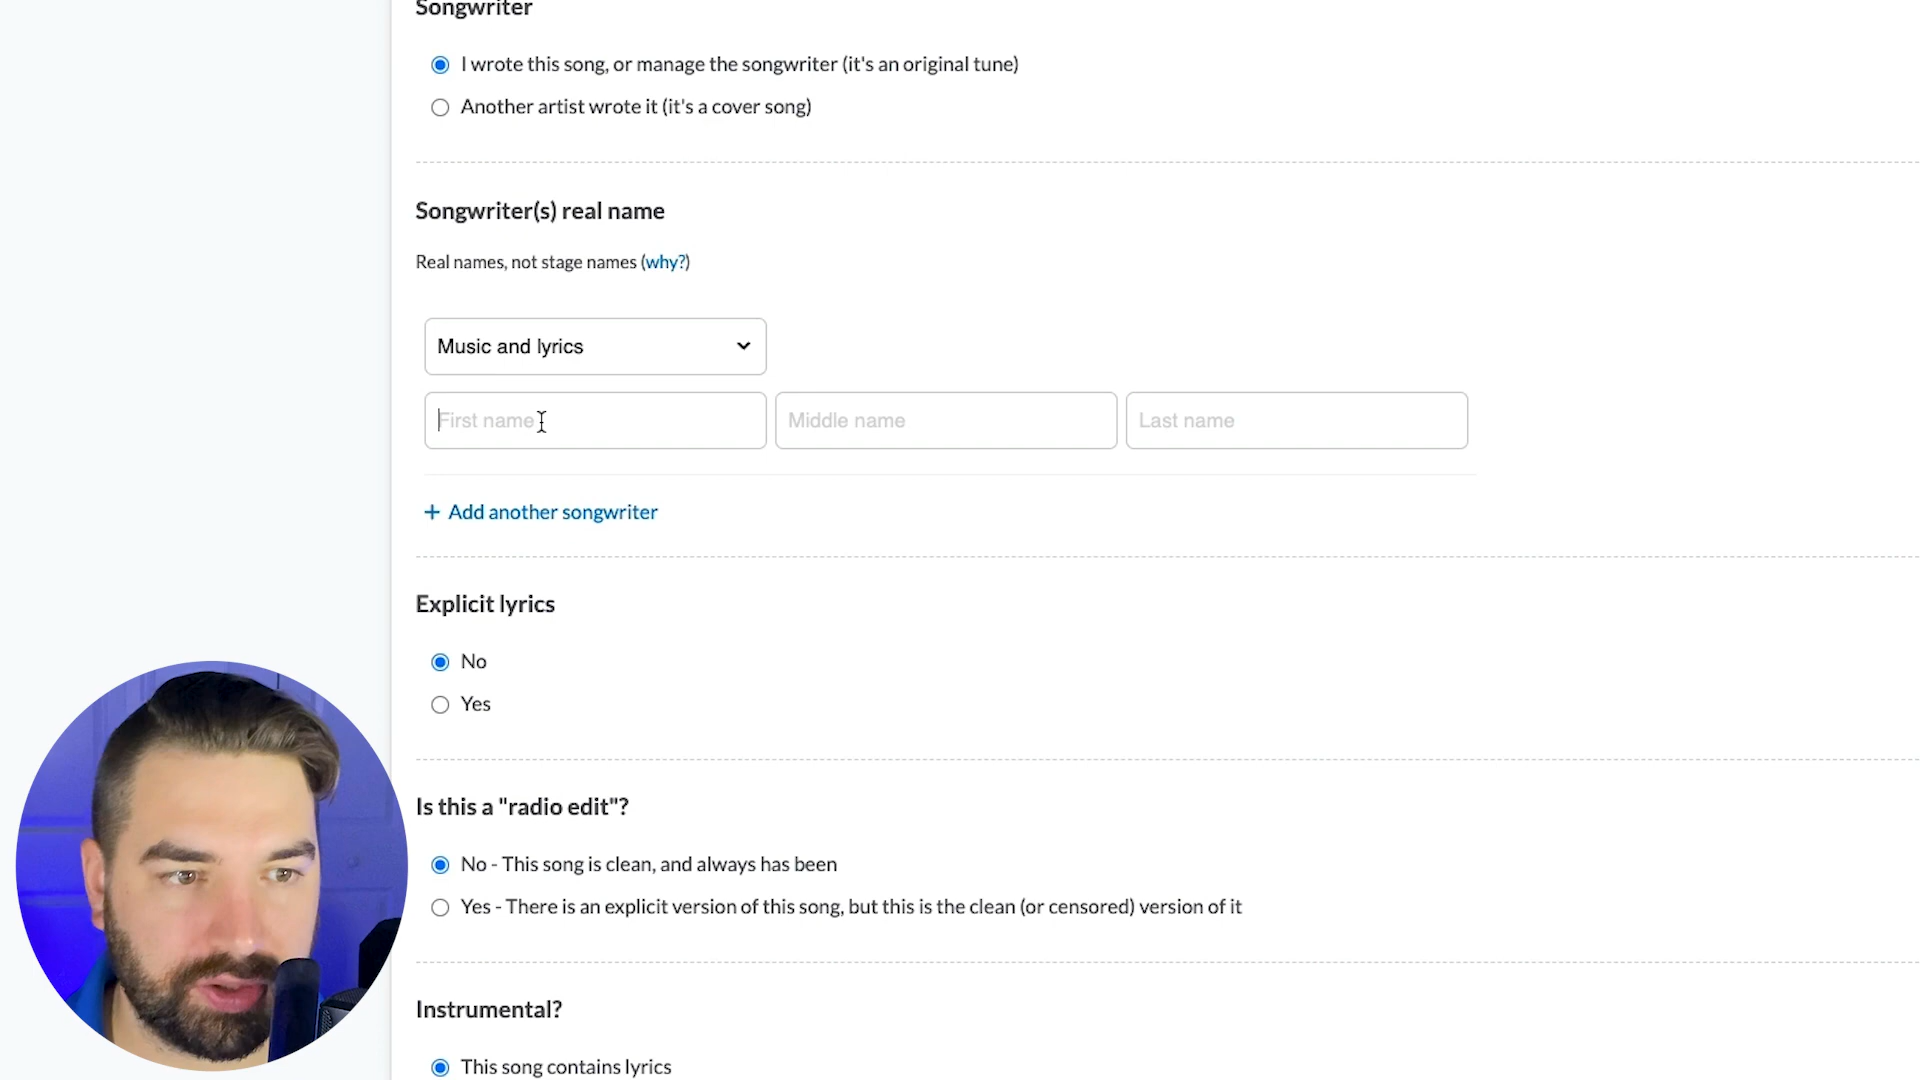 Songwriter
I wrote this song, or manage the songwriter (it's an original tune)
Another artist wrote it (it's a cover song)
Songwriter(s) real name
Real names, not stage names (why?)
Music and lyrics
First name Middle name Last name
+ Add another songwriter
Explicit lyrics
No
Yes
Is this a "radio edit"?
No - This song is clean, and always has been
Yes - There is an explicit version of this song, but this is the clean (or censored) version of it
Instrumental?
This song contains lyrics